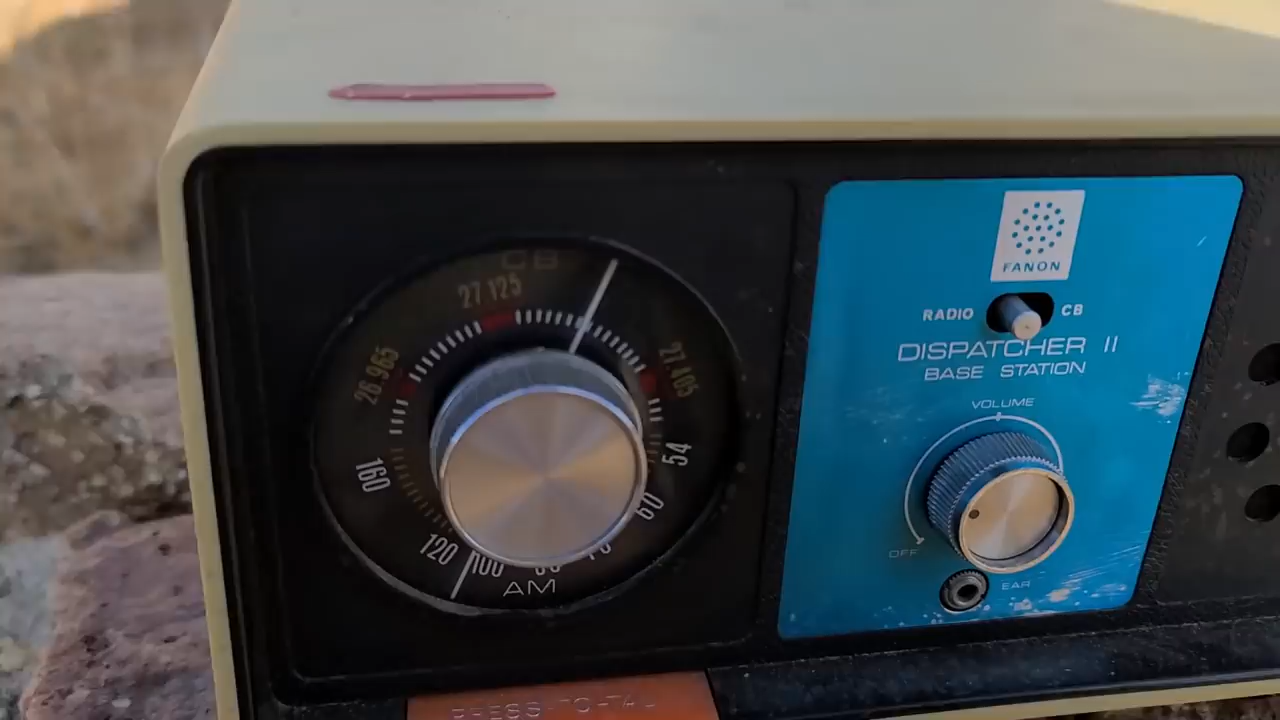 CB
27 125
26.965
27.405
160
54
60
120
100
AM
FANON
RADIO
CB
DISPATCHER II
BASE STATION
VOLUME
OFF
EAR